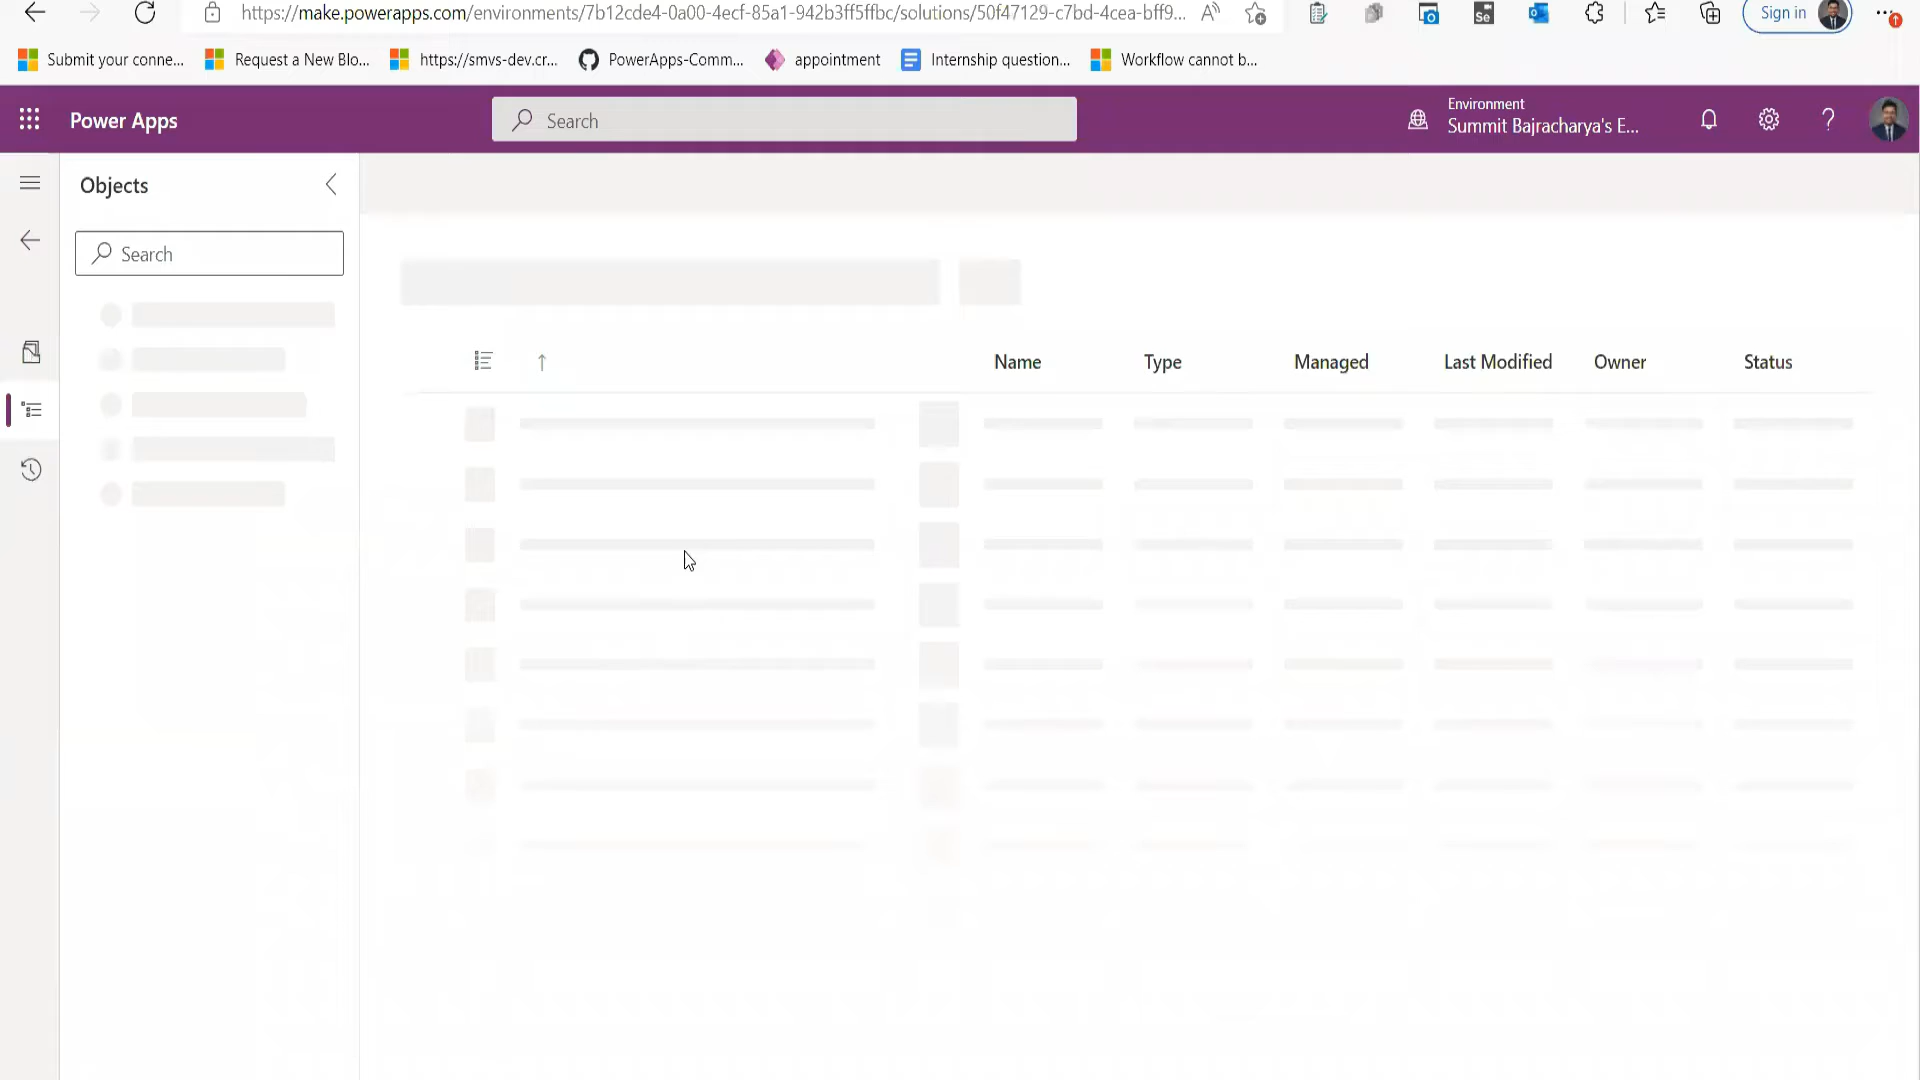 https://make.powerapps.com/environments/7b12cde4-0a00-4ecf-85a1-942b3ff5ffbc/solutions/50f47129-c7bd-4cea-bff9...
Sign in
Submit your conne...
Request a New Blo...
https://smvs-dev.cr...
PowerApps-Comm...
appointment
Internship question...
Workflow cannot b...
Power Apps
Search
Environment
Summit Bajracharya's E...
Objects
Search
Name
Type
Managed
Last Modified
Owner
Status